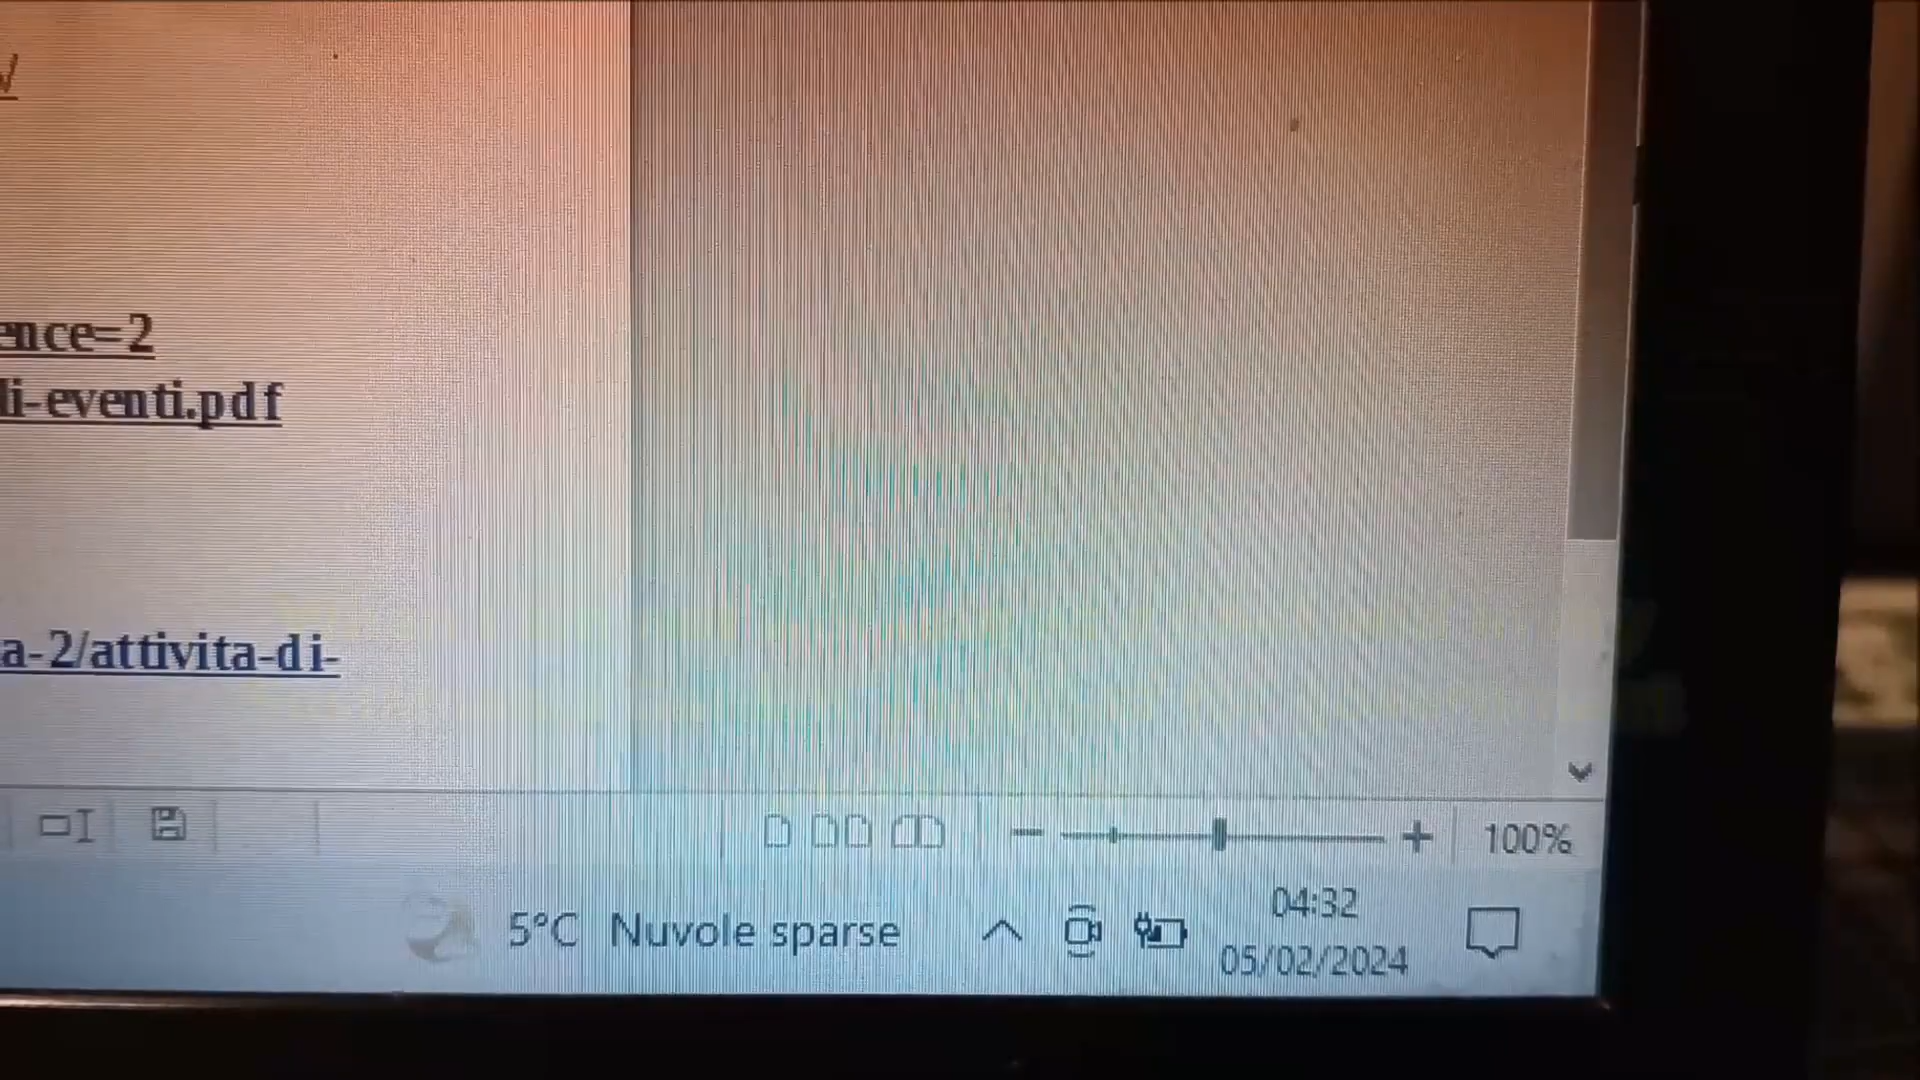 ence=2
li-eventi.pdf
a-2/attivita-di-
100%
5°C Nuvole sparse
04:32
05/02/2024